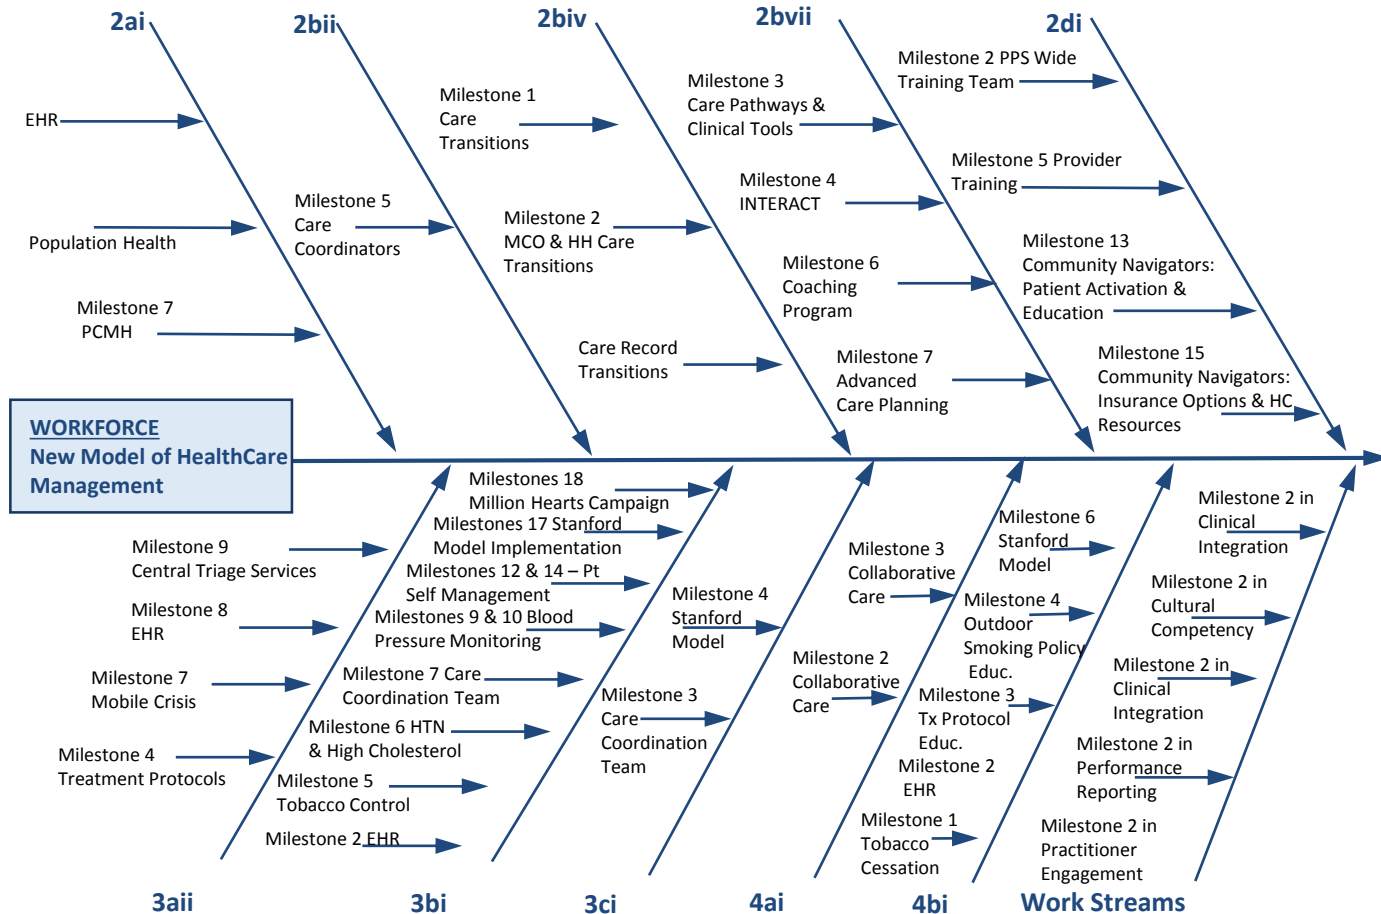 2ai
2bii
2biv
2bvii
2di
EHR
Population Health
Milestone 7
PCMH
Milestone 5
Care
Coordinators
Milestone 1
Care
Transitions
Milestone 2
MCO & HH Care
Transitions
Care Record
Transitions
Milestone 3
Care Pathways &
Clinical Tools
Milestone 4
INTERACT
Milestone 6
Coaching
Program
Milestone 7
Advanced
Care Planning
Milestone 2 PPS Wide
Training Team
Milestone 5 Provider
Training
Milestone 13
Community Navigators:
Patient Activation &
Education
Milestone 15
Community Navigators:
Insurance Options & HC
Resources
WORKFORCE
New Model of HealthCare
Management
Milestone 9
Central Triage Services
Milestone 8
EHR
Milestone 7
Mobile Crisis
Milestone 4
Treatment Protocols
Milestones 18
Million Hearts Campaign
Milestones 17 Stanford
Model Implementation
Milestones 12 & 14 – Pt
Self Management
Milestones 9 & 10 Blood
Pressure Monitoring
Milestone 7 Care
Coordination Team
Milestone 6 HTN
& High Cholesterol
Milestone 5
Tobacco Control
Milestone 2 EHR
Milestone 4
Stanford
Model
Milestone 3
Care
Coordination
Team
Milestone 3
Collaborative
Care
Milestone 2
Collaborative
Care
Milestone 6
Stanford
Model
Milestone 4
Outdoor
Smoking Policy
Educ.
Milestone 3
Tx Protocol
Educ.
Milestone 2
EHR
Milestone 1
Tobacco
Cessation
Milestone 2 in
Clinical
Integration
Milestone 2 in
Cultural
Competency
Milestone 2 in
Clinical
Integration
Milestone 2 in
Performance
Reporting
Milestone 2 in
Practitioner
Engagement
3aii
3bi
3ci
4ai
4bi
Work Streams